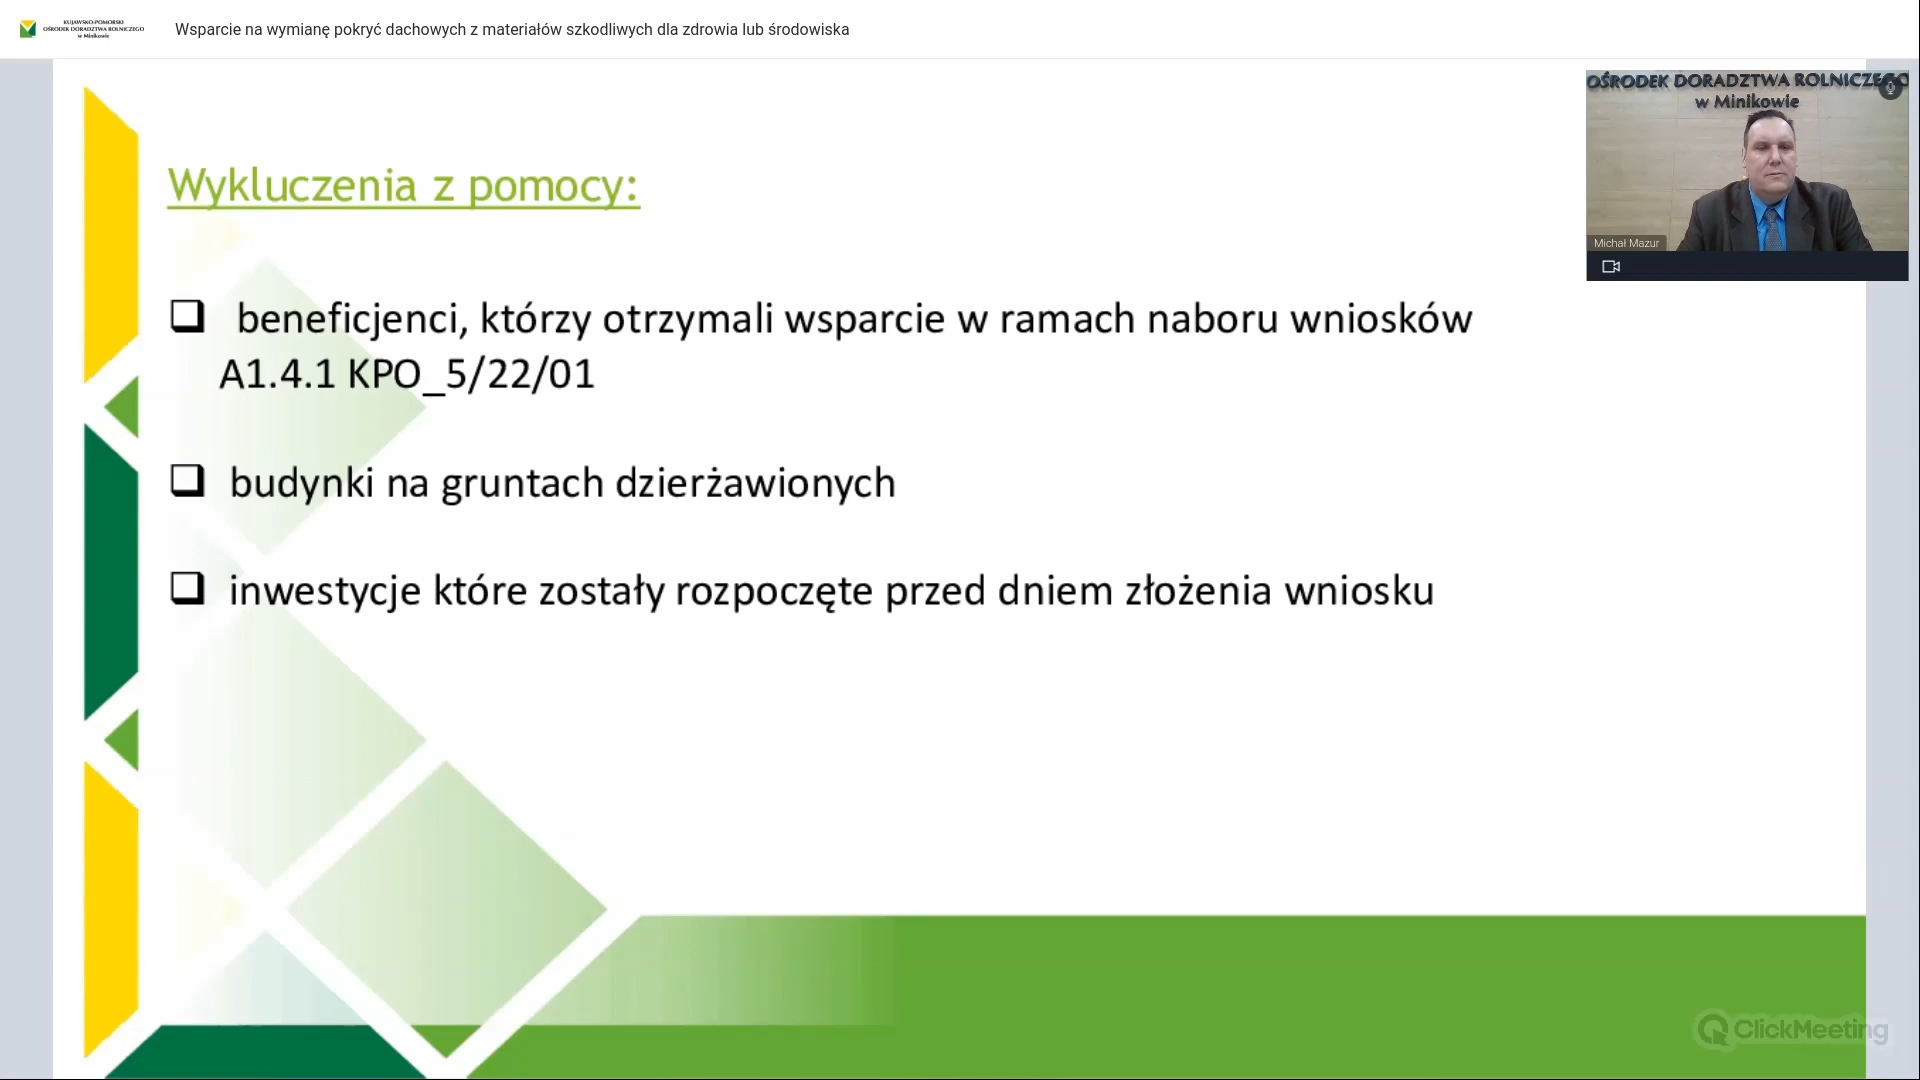 KUJAWSKO-POMORSKI
OŚRODEK DORADZTWA ROLNICZEGO
w Minikowie
Wsparcie na wymianę pokryć dachowych z materiałów szkodliwych dla zdrowia lub środowiska
OŚRODEK DORADZTWA ROLNICZEGO
w Minikowie
Michał Mazur
Wykluczenia z pomocy:
beneficjenci, którzy otrzymali wsparcie w ramach naboru wniosków
A1.4.1 KPO_5/22/01
budynki na gruntach dzierżawionych
inwestycje które zostały rozpoczęte przed dniem złożenia wniosku
ClickMeeting